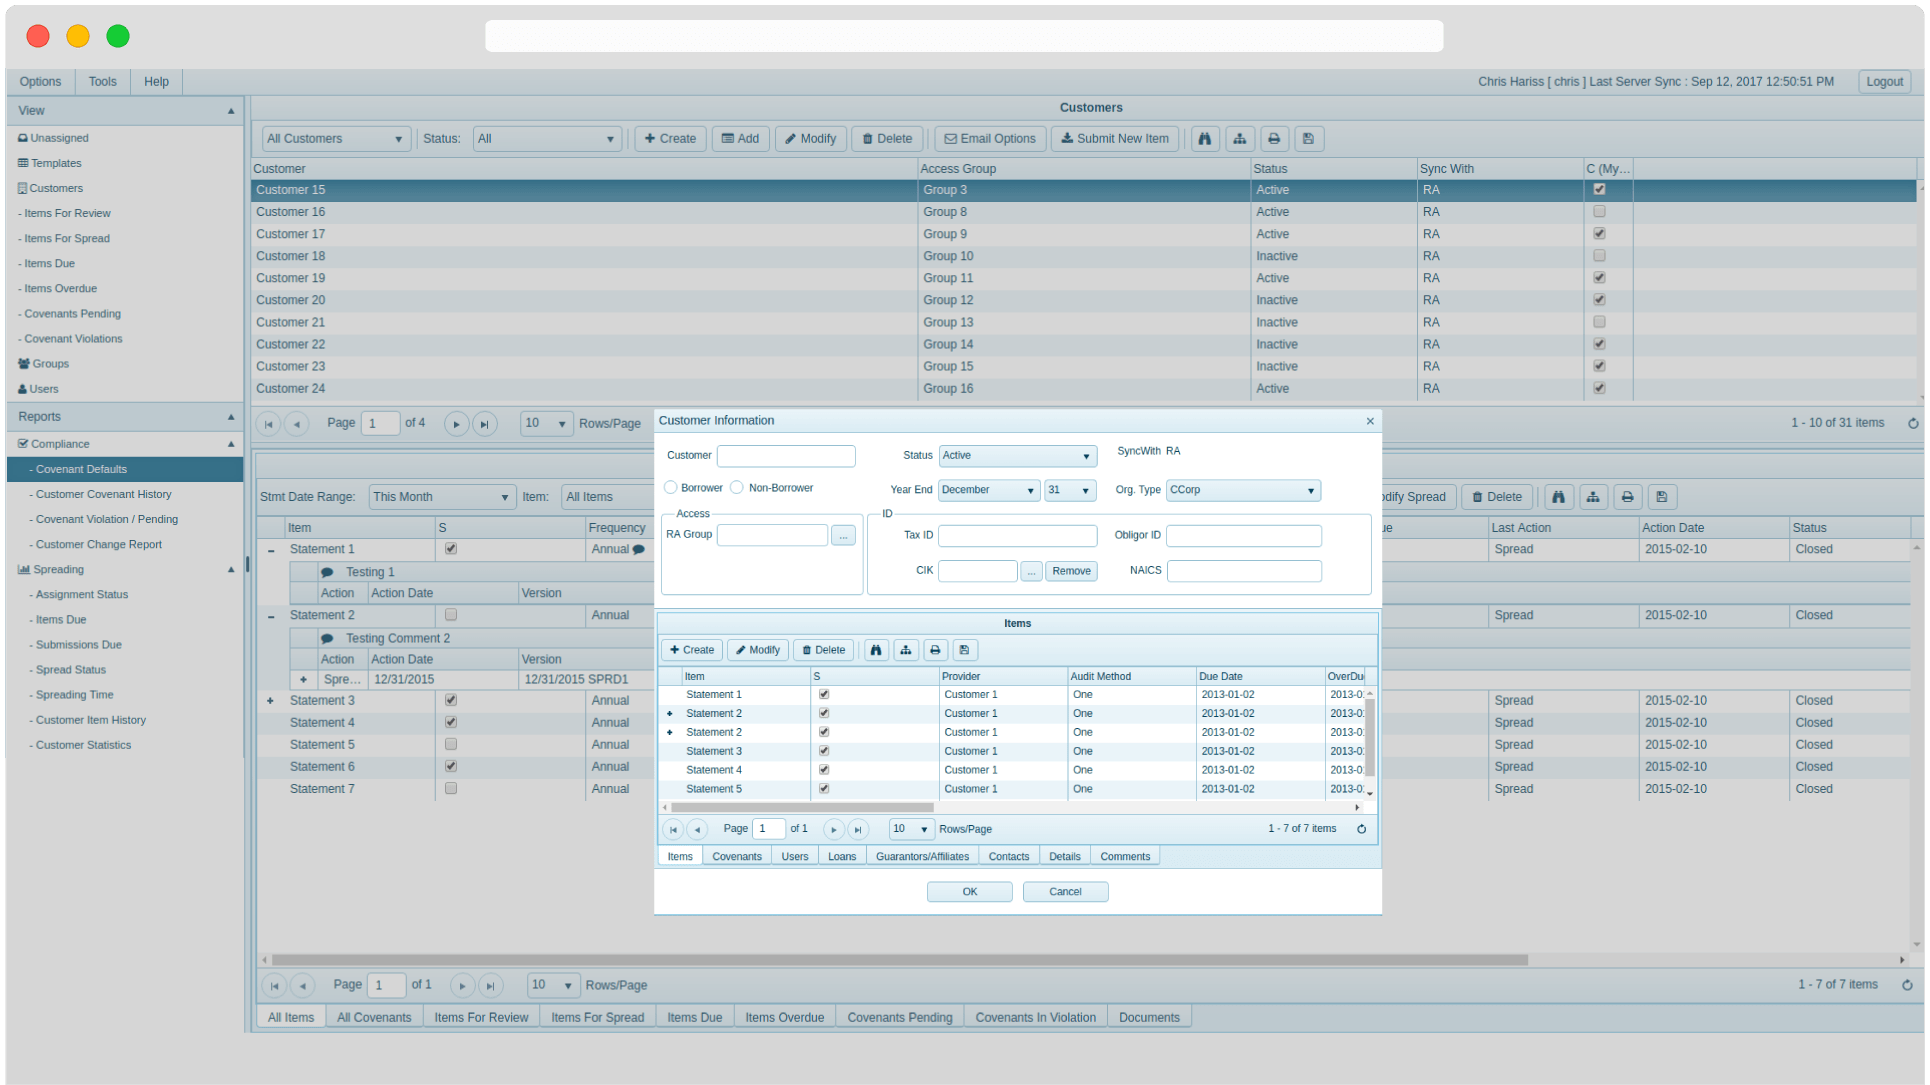 Options Tools Help Chris Hariss [ chris ] Last Server Sync : Sep 12, 2017 12:50:51 PM Logout
View
Unassigned
Templates
Customers
- Items For Review
- Items For Spread
- Items Due
- Items Overdue
- Covenants Pending
- Covenant Violations
Groups
Users
Reports
Compliance
- Covenant Defaults
- Customer Covenant History
- Covenant Violation / Pending
- Customer Change Report
Spreading
- Assignment Status
- Items Due
- Submissions Due
- Spread Status
- Spreading Time
- Customer Item History
- Customer Statistics
Customers
All Customers Status: All Create Add Modify Delete Email Options Submit New Item
Customer Access Group Status Sync With C (My...
Customer 15 Group 3 Active RA
Customer 16 Group 8 Active RA
Customer 17 Group 9 Active RA
Customer 18 Group 10 Inactive RA
Customer 19 Group 11 Active RA
Customer 20 Group 12 Inactive RA
Customer 21 Group 13 Inactive RA
Customer 22 Group 14 Inactive RA
Customer 23 Group 15 Inactive RA
Customer 24 Group 16 Active RA
Page 1 of 4 10 Rows/Page 1 - 10 of 31 items
Stmt Date Range: This Month Item: All Items odify Spread Delete
Item S Frequency ue Last Action Action Date Status
Statement 1 Annual Spread 2015-02-10 Closed
Testing 1
Action Action Date Version
Statement 2 Annual Spread 2015-02-10 Closed
Testing Comment 2
Action Action Date Version
Spre... 12/31/2015 12/31/2015 SPRD1
Statement 3 Annual Spread 2015-02-10 Closed
Statement 4 Annual Spread 2015-02-10 Closed
Statement 5 Annual Spread 2015-02-10 Closed
Statement 6 Annual Spread 2015-02-10 Closed
Statement 7 Annual Spread 2015-02-10 Closed
Page 1 of 1 10 Rows/Page 1 - 7 of 7 items
All Items All Covenants Items For Review Items For Spread Items Due Items Overdue Covenants Pending Covenants In Violation Documents
Customer Information
Customer Status Active SyncWith RA
Borrower Non-Borrower Year End December 31 Org. Type CCorp
Access ID
RA Group ... Tax ID Obligor ID
CIK ... Remove NAICS
Items
Create Modify Delete
Item S Provider Audit Method Due Date OverDu
Statement 1 Customer 1 One 2013-01-02 2013-0
Statement 2 Customer 1 One 2013-01-02 2013-0
Statement 2 Customer 1 One 2013-01-02 2013-0
Statement 3 Customer 1 One 2013-01-02 2013-0
Statement 4 Customer 1 One 2013-01-02 2013-0
Statement 5 Customer 1 One 2013-01-02 2013-0
Page 1 of 1 10 Rows/Page 1 - 7 of 7 items
Items Covenants Users Loans Guarantors/Affiliates Contacts Details Comments
OK Cancel